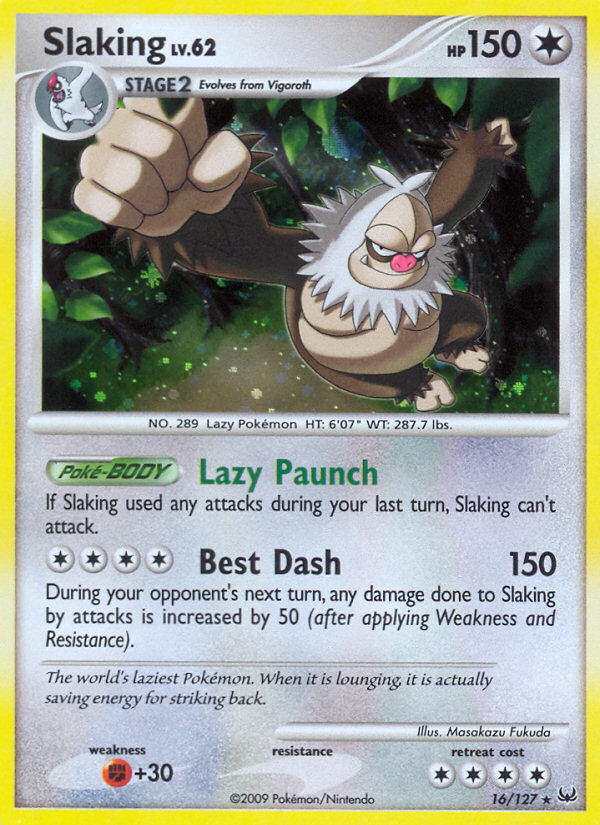 Slaking LV.62 HP 150
STAGE2 Evolves from Vigoroth
NO. 289 Lazy Pokémon HT: 6'07" WT: 287.7 lbs.
Poké-BODY Lazy Paunch
If Slaking used any attacks during your last turn, Slaking can't
attack.
Best Dash 150
During your opponent's next turn, any damage done to Slaking
by attacks is increased by 50 (after applying Weakness and
Resistance).
The world's laziest Pokémon. When it is lounging, it is actually
saving energy for striking back.
Illus. Masakazu Fukuda
weakness resistance retreat cost
+30
©2009 Pokémon/Nintendo 16/127 ★